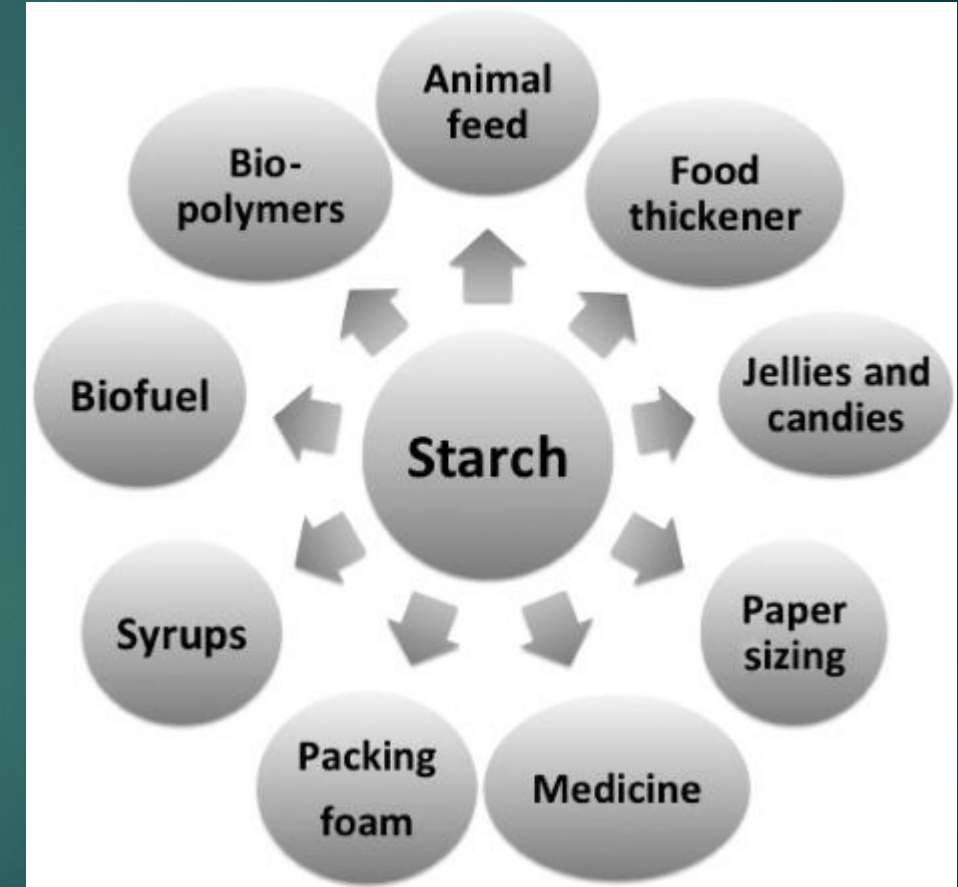 Animal
feed
Food
thickener
Jellies and
candies
Paper
sizing
Medicine
Packing
foam
Syrups
Biofuel
Bio-
polymers
Starch